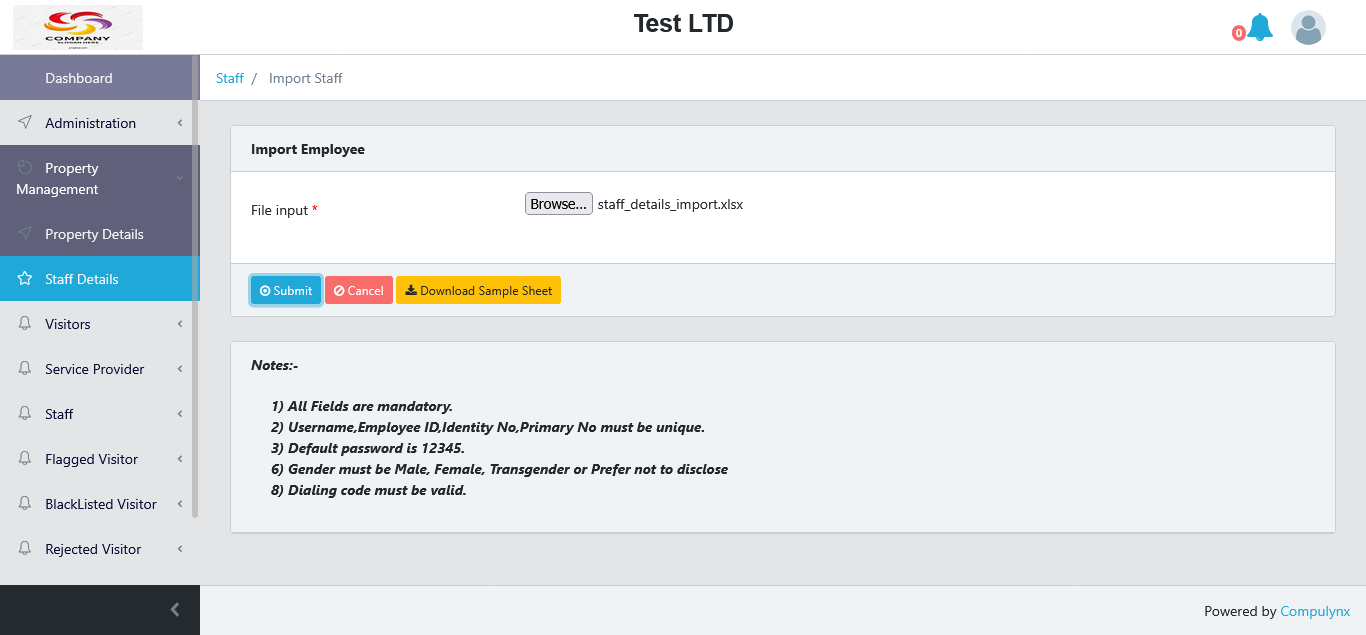 COMPANY
SLOGAN HERE
Test LTD
0
Dashboard
Administration
Property
Management
Property Details
Staff Details
Visitors
Service Provider
Staff
Flagged Visitor
BlackListed Visitor
Rejected Visitor
Staff / Import Staff
Import Employee
File input *
Browse... staff_details_import.xlsx
Submit Cancel Download Sample Sheet
Notes:-
1) All Fields are mandatory.
2) Username,Employee ID,Identity No,Primary No must be unique.
3) Default password is 12345.
6) Gender must be Male, Female, Transgender or Prefer not to disclose
8) Dialing code must be valid.
Powered by Compulynx